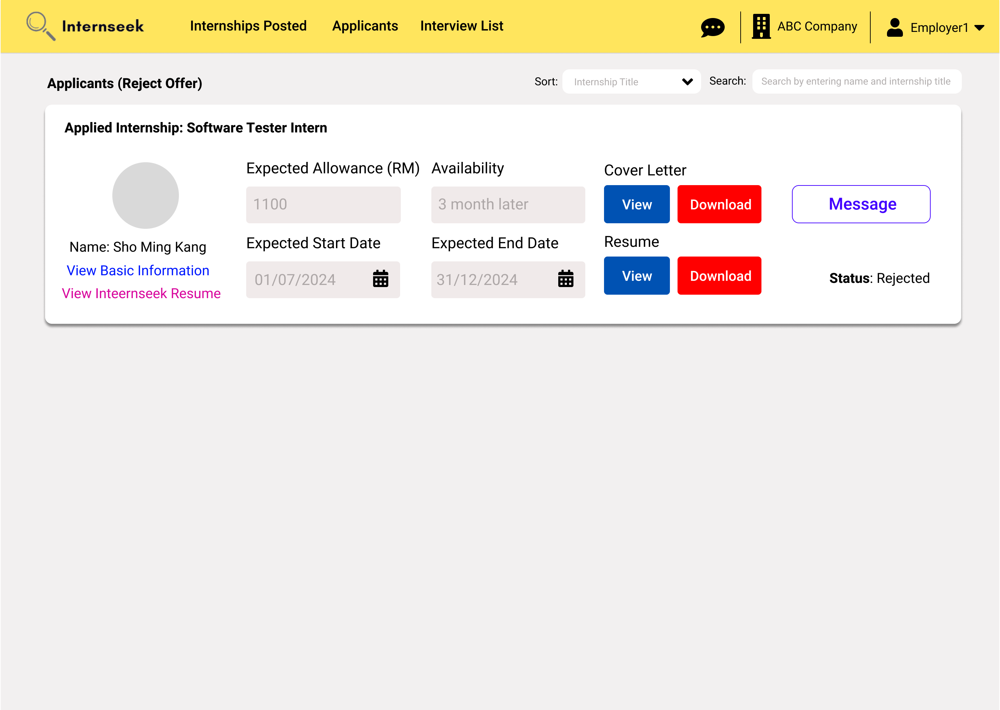 Internseek
Internships Posted
Applicants
Interview List
ABC Company
Employer1
Applicants (Reject Offer)
Sort:
Internship Title
Search:
Search by entering name and internship title
Applied Internship: Software Tester Intern
Name: Sho Ming Kang
View Basic Information
View Inteernseek Resume
Expected Allowance (RM)
1100
Availability
3 month later
Expected Start Date
01/07/2024
Expected End Date
31/12/2024
Cover Letter
View
Download
Resume
View
Download
Message
Status: Rejected